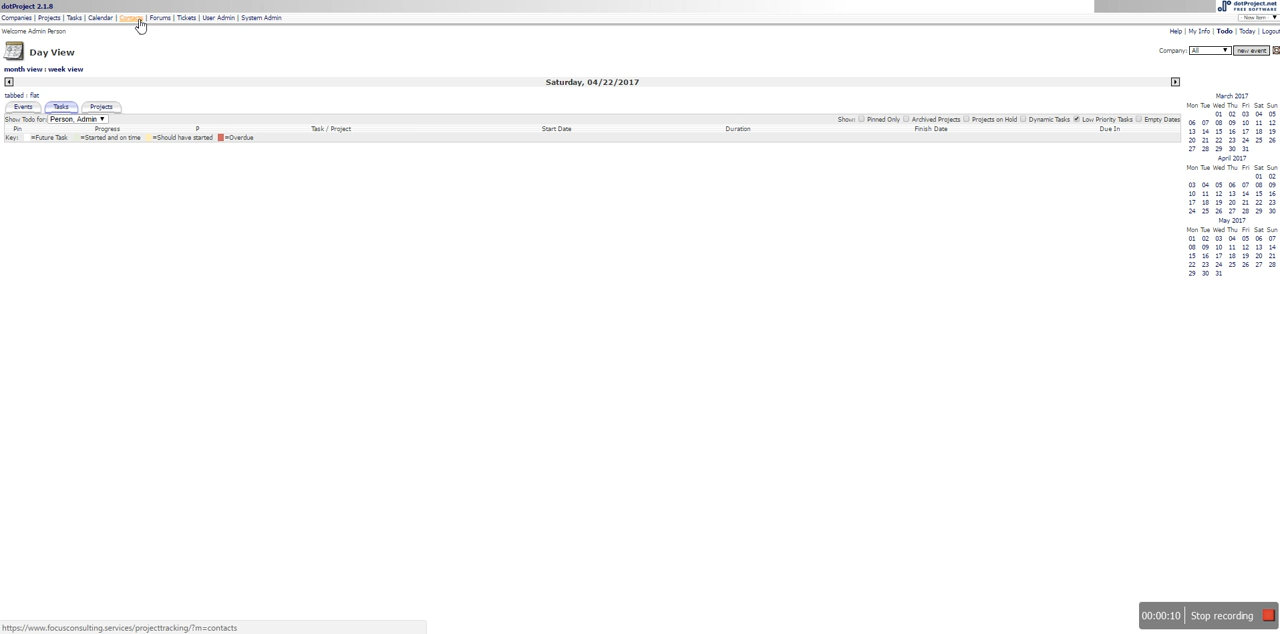 dotProject 2.1.8
dotProject.net
FREE SOFTWARE
Companies | Projects | Tasks | Calendar | Contacts | Forums | Tickets | User Admin | System Admin
- New Item -
Welcome Admin Person
Help | My Info | Todo | Today | Logout
Day View
Company: All new event
month view : week view
Saturday, 04/22/2017
tabbed : flat
Events Tasks Projects
Show Todo for: Person, Admin Show: Pinned Only Archived Projects Projects on Hold Dynamic Tasks Low Priority Tasks Empty Dates
Pin Progress P Task / Project Start Date Duration Finish Date Due In
Key: =Future Task =Started and on time =Should have started =Overdue
March 2017
Mon Tue Wed Thu Fri Sat Sun
01 02 03 04 05
06 07 08 09 10 11 12
13 14 15 16 17 18 19
20 21 22 23 24 25 26
27 28 29 30 31
April 2017
Mon Tue Wed Thu Fri Sat Sun
01 02
03 04 05 06 07 08 09
10 11 12 13 14 15 16
17 18 19 20 21 22 23
24 25 26 27 28 29 30
May 2017
Mon Tue Wed Thu Fri Sat Sun
01 02 03 04 05 06 07
08 09 10 11 12 13 14
15 16 17 18 19 20 21
22 23 24 25 26 27 28
29 30 31
00:00:10 Stop recording
https://www.focusconsulting.services/projecttracking/?m=contacts